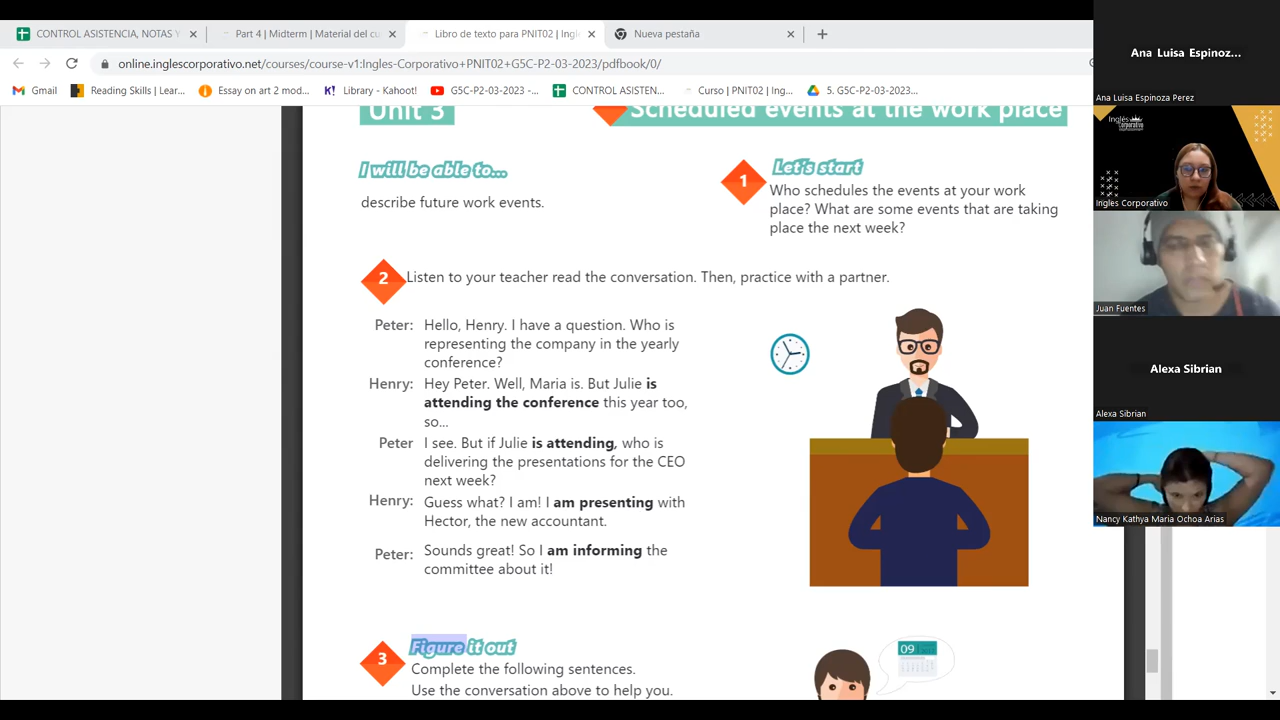 CONTROL ASISTENCIA, NOTAS Y
Part 4 | Midterm | Material del cu
Libro de texto para PNIT02 | Ingl
Nueva pestaña
online.inglescorporativo.net/courses/course-v1:Ingles-Corporativo+PNIT02+G5C-P2-03-2023/pdfbook/0/
Gmail
Reading Skills | Lear...
Essay on art 2 mod...
Library - Kahoot!
G5C-P2-03-2023 -...
CONTROL ASISTEN...
Curso | PNIT02 | Ing...
5. G5C-P2-03-2023...
Unit 3
Scheduled events at the work place
I will be able to...
describe future work events.
1
Let's start
Who schedules the events at your work
place? What are some events that are taking
place the next week?
2
Listen to your teacher read the conversation. Then, practice with a partner.
Peter: Hello, Henry. I have a question. Who is
representing the company in the yearly
conference?
Henry: Hey Peter. Well, Maria is. But Julie is
attending the conference this year too,
so...
Peter I see. But if Julie is attending, who is
delivering the presentations for the CEO
next week?
Henry: Guess what? I am! I am presenting with
Hector, the new accountant.
Peter: Sounds great! So I am informing the
committee about it!
3
Figure it out
Complete the following sentences.
Use the conversation above to help you.
09
Ana Luisa Espinoz...
Ana Luisa Espinoza Perez
Inglés
Corporativo
Ingles Corporativo
Juan Fuentes
Alexa Sibrian
Alexa Sibrian
Nancy Kathya Maria Ochoa Arias